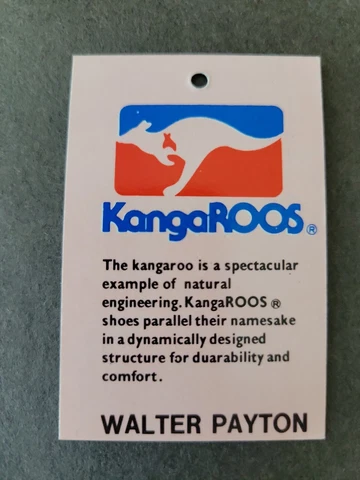 KangaROOS ®
The kangaroo is a spectacular
example of natural
engineering. KangaROOS ®
shoes parallel their namesake
in a dynamically designed
structure for duarability and
comfort.
WALTER PAYTON